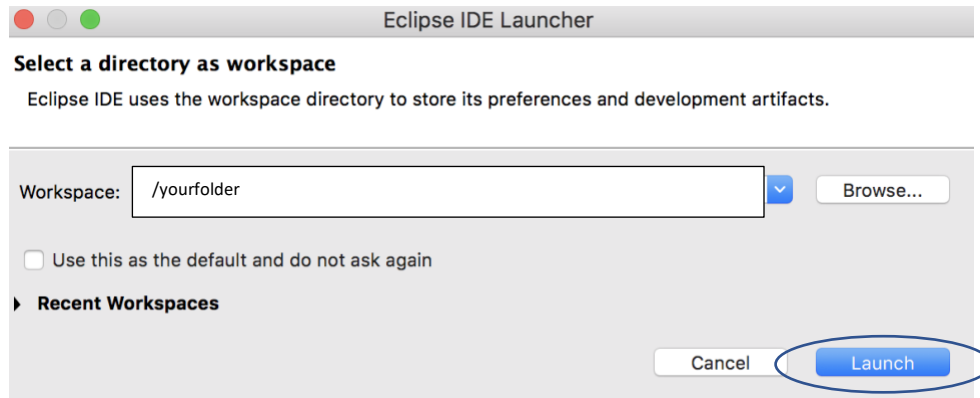 Eclipse IDE Launcher
Select a directory as workspace
Eclipse IDE uses the workspace directory to store its preferences and development artifacts.
Workspace: /yourfolder Browse...
Use this as the default and do not ask again
Recent Workspaces
Cancel Launch